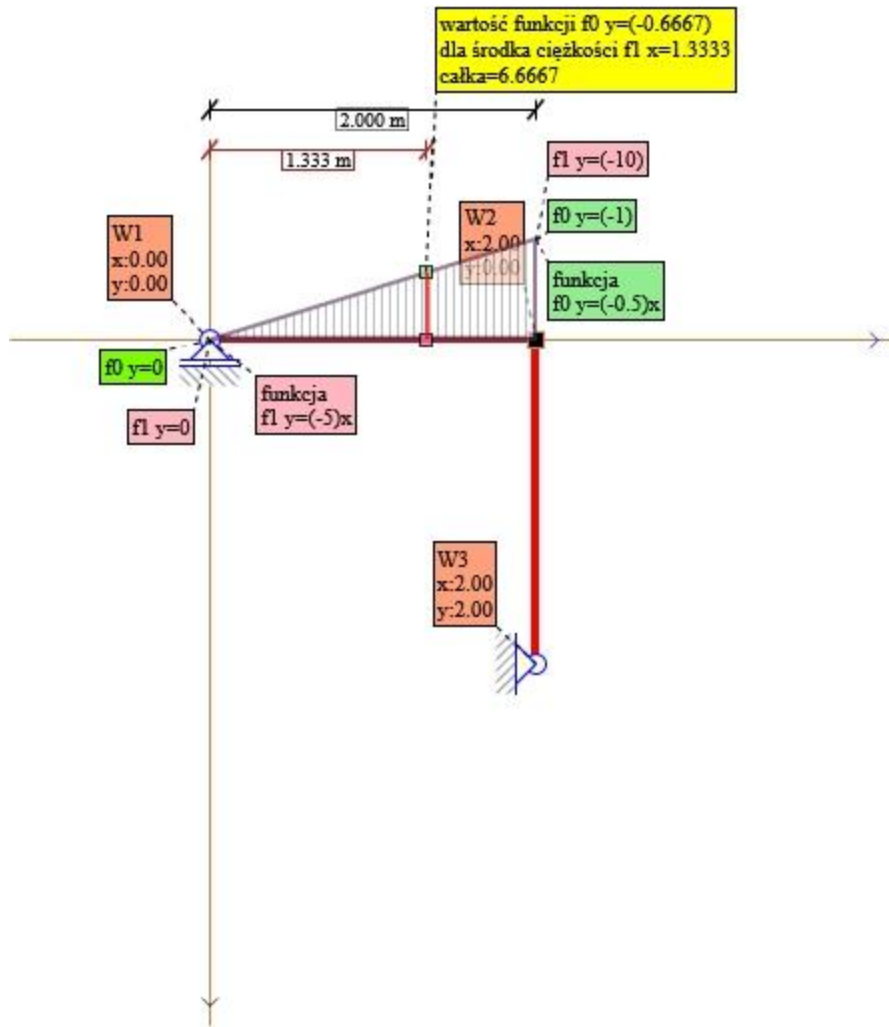 wartość funkcji f0 y=(-0.6667)
dla środka ciężkości f1 x=1.3333
całka=6.6667
2.000 m
1.333 m
f1 y=(-10)
W1
x:0.00
y:0.00
W2
x:2.00
y:0.00
f0 y=(-1)
funkcja
f0 y=(-0.5)x
f0 y=0
f1 y=0
funkcja
f1 y=(-5)x
W3
x:2.00
y:2.00